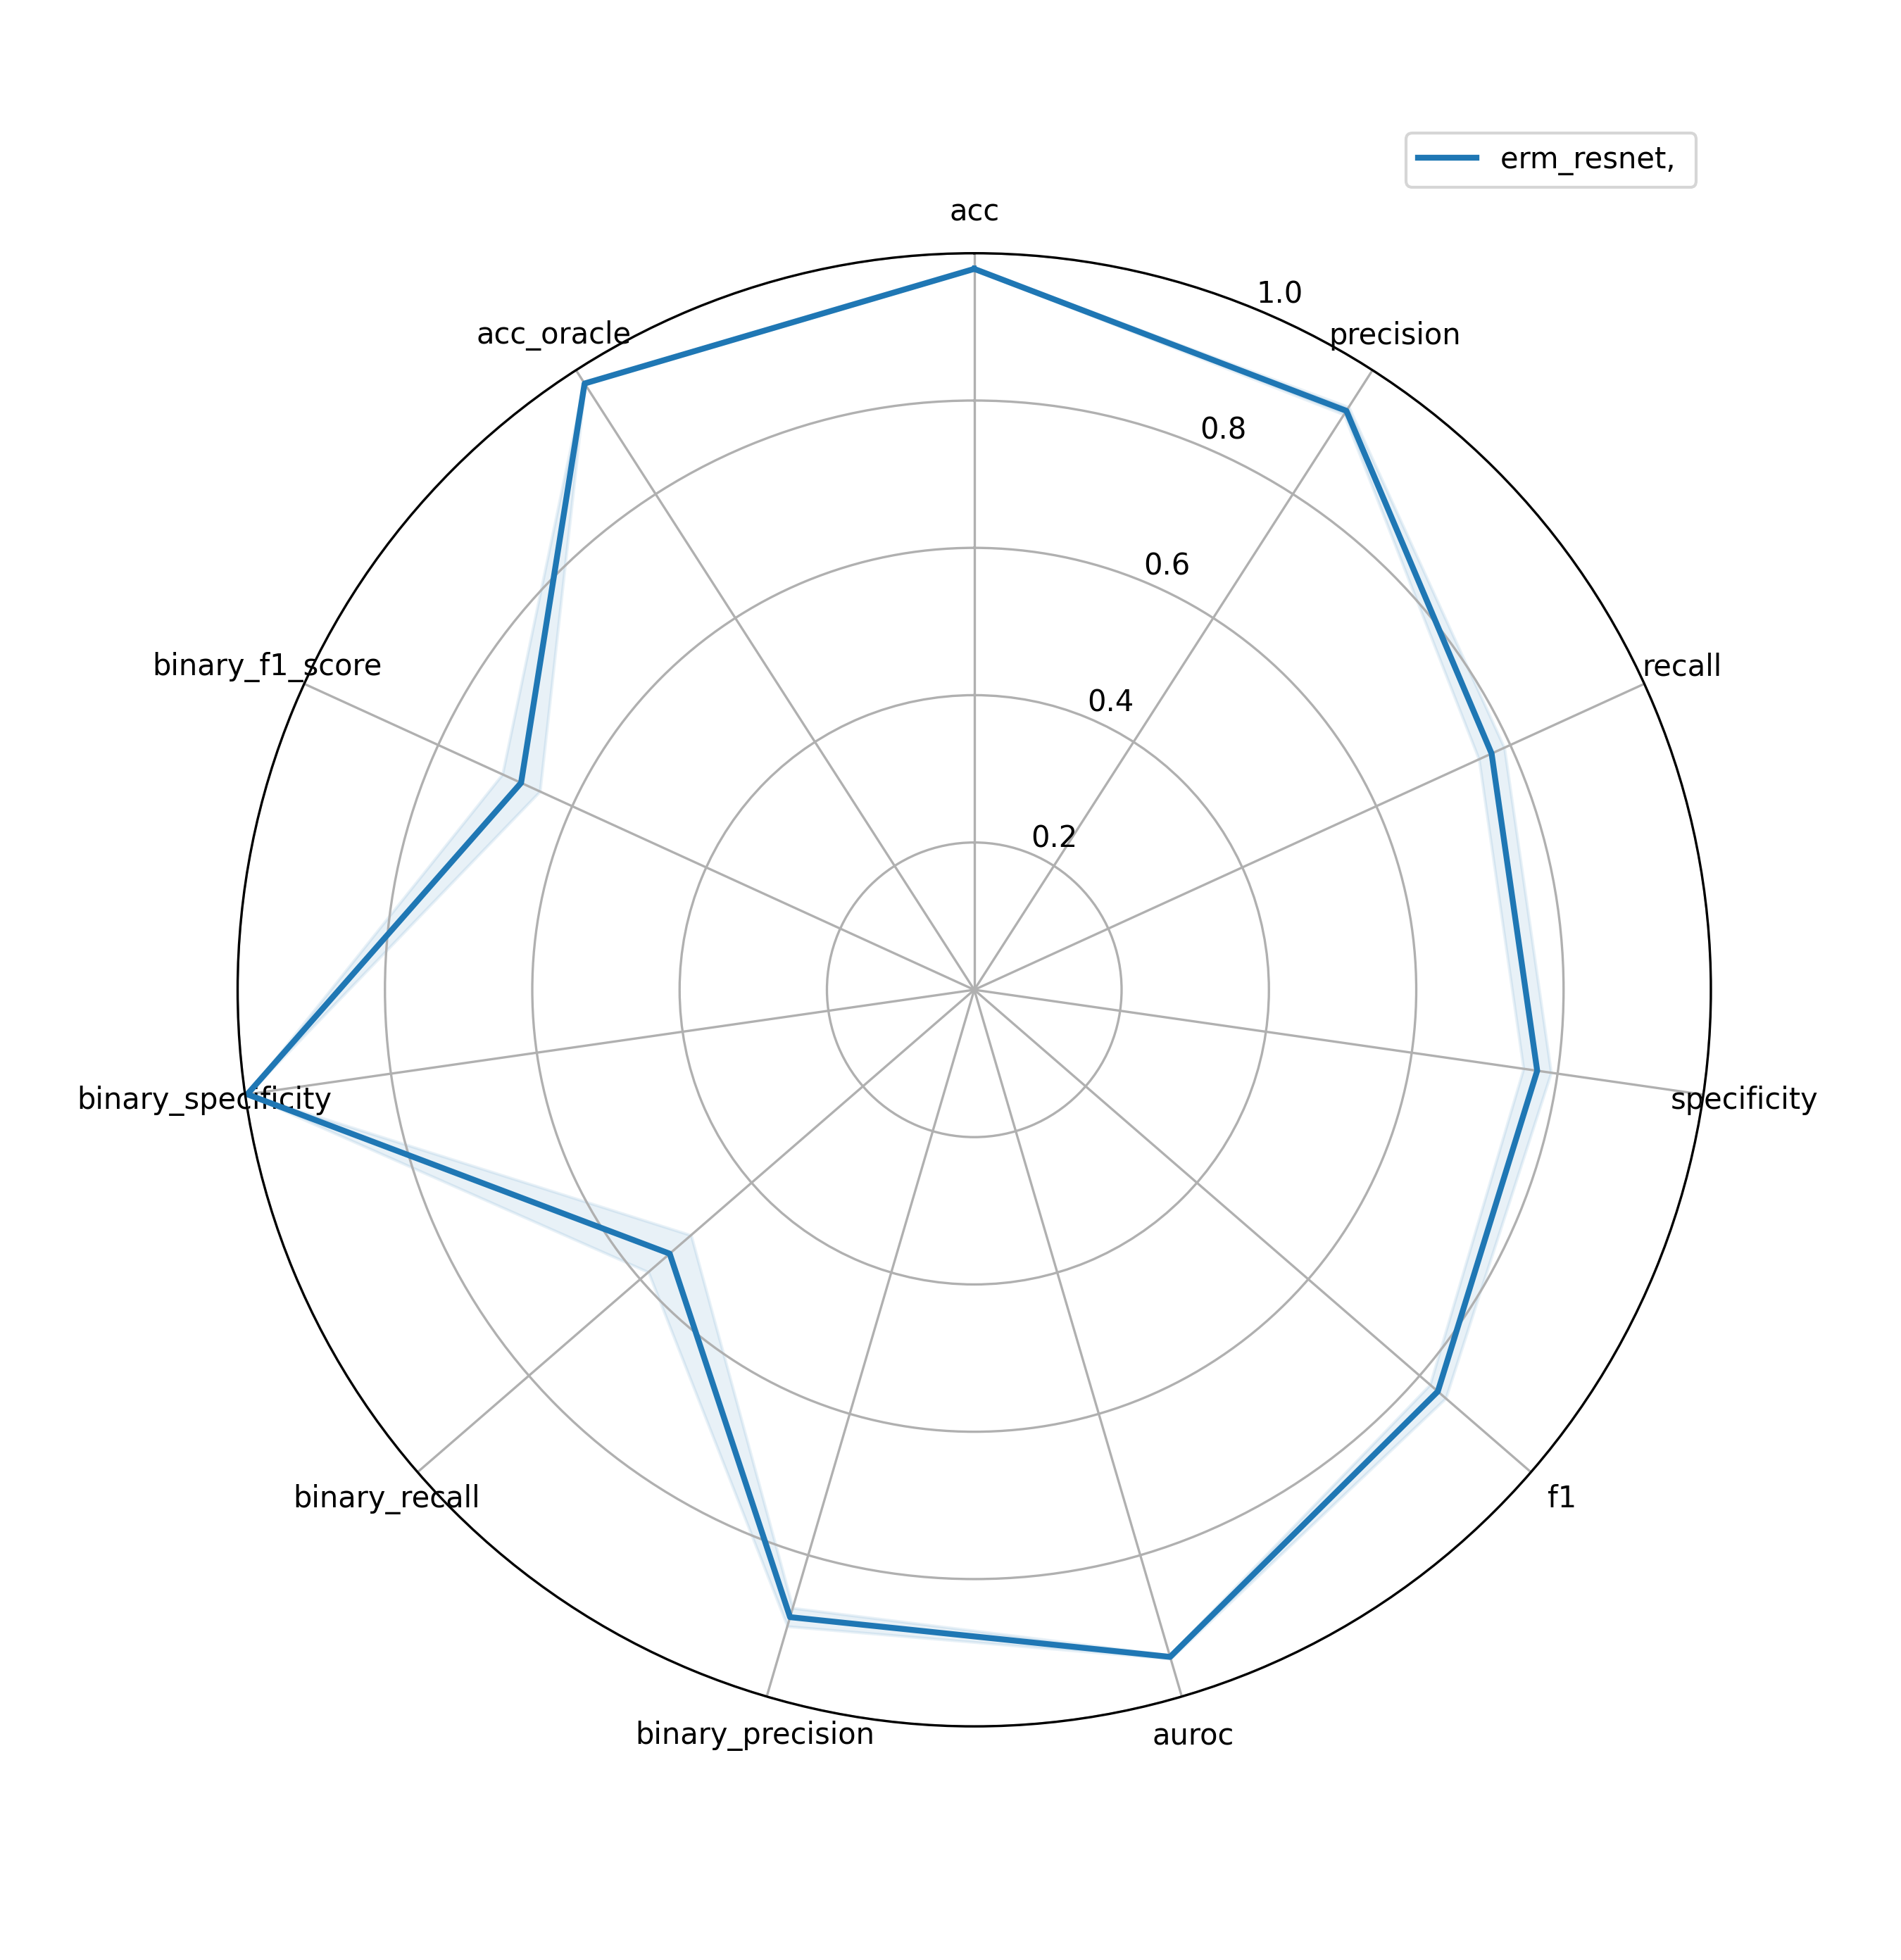 erm_resnet,
acc
1.0
acc_oracle
precision
0.8
0.6
binary_f1_score
recall
0.4
0.2
binary_specificity
specificity
binary_recall
f1
binary_precision
auroc